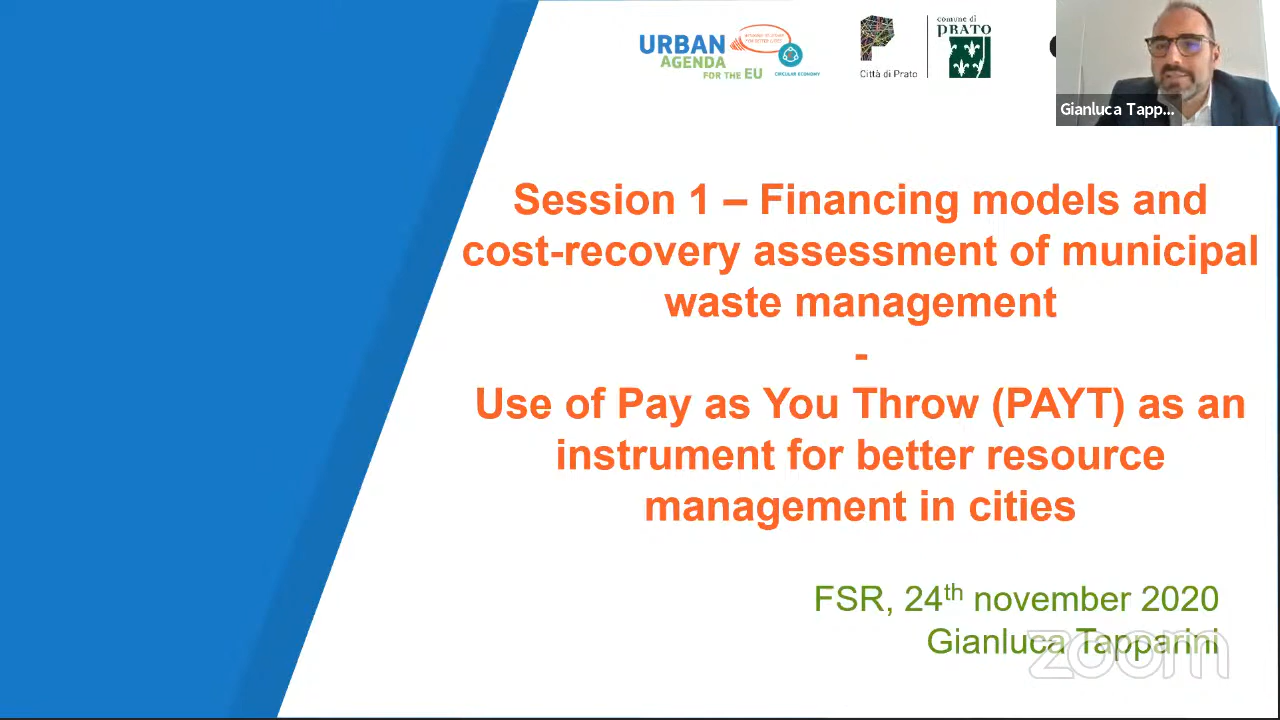 URBAN
AGENDA
FOR THE EU
CIRCULAR ECONOMY
Città di Prato
comune di
PRATO
Gianluca Tapp...
Session 1 – Financing models and
cost-recovery assessment of municipal
waste management
-
Use of Pay as You Throw (PAYT) as an
instrument for better resource
management in cities
FSR, 24th november 2020
Gianluca Tapparini
zoom